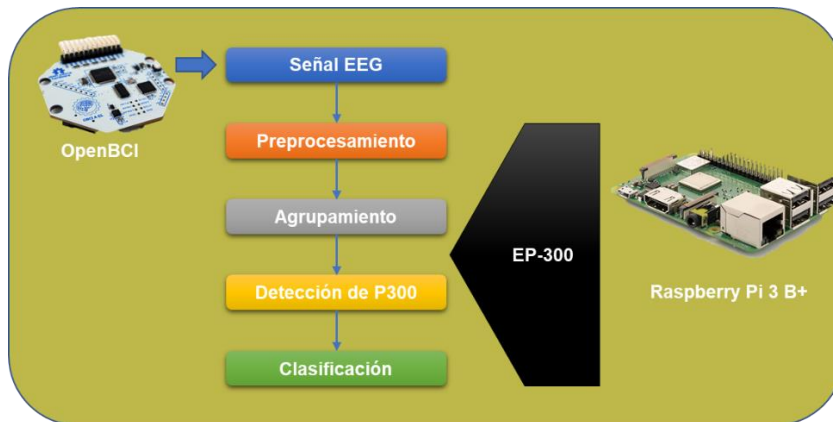 OpenBCI
Señal EEG
Preprocesamiento
Agrupamiento
Detección de P300
Clasificación
EP-300
Raspberry Pi 3 B+